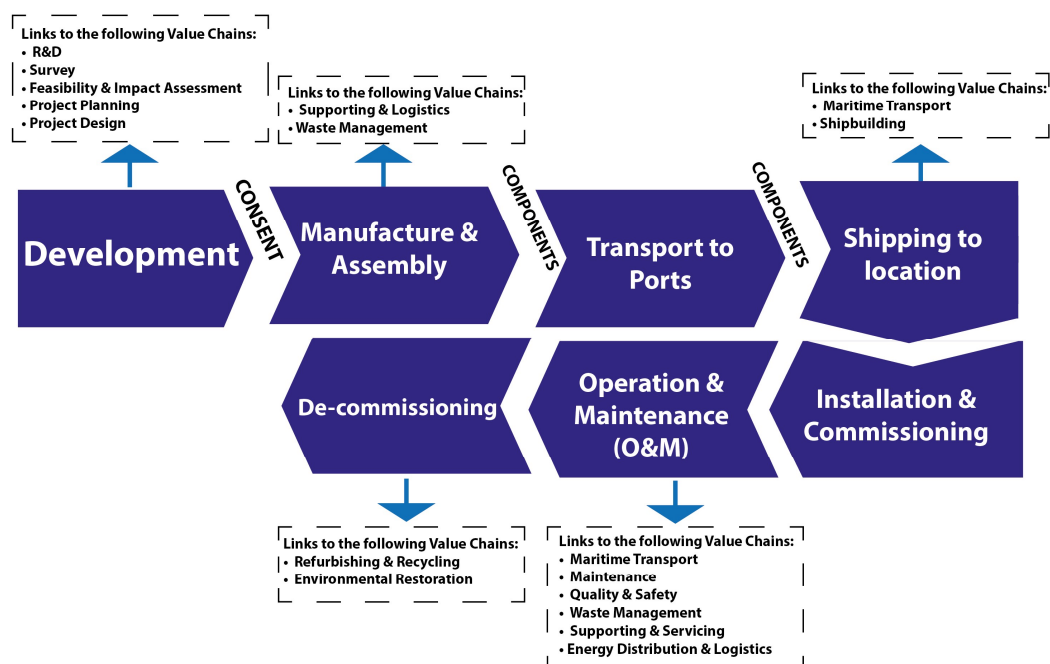 Links to the following Value Chains:
• R&D
• Survey
• Feasibility & Impact Assessment
• Project Planning
• Project Design
Links to the following Value Chains:
• Supporting & Logistics
• Waste Management
Links to the following Value Chains:
• Maritime Transport
• Shipbuilding
Development
CONSENT
Manufacture &
Assembly
COMPONENTS
Transport to
Ports
COMPONENTS
Shipping to
location
De-commissioning
Operation &
Maintenance
(O&M)
Installation &
Commissioning
Links to the following Value Chains:
• Refurbishing & Recycling
• Environmental Restoration
Links to the following Value Chains:
• Maritime Transport
• Maintenance
• Quality & Safety
• Waste Management
• Supporting & Servicing
• Energy Distribution & Logistics